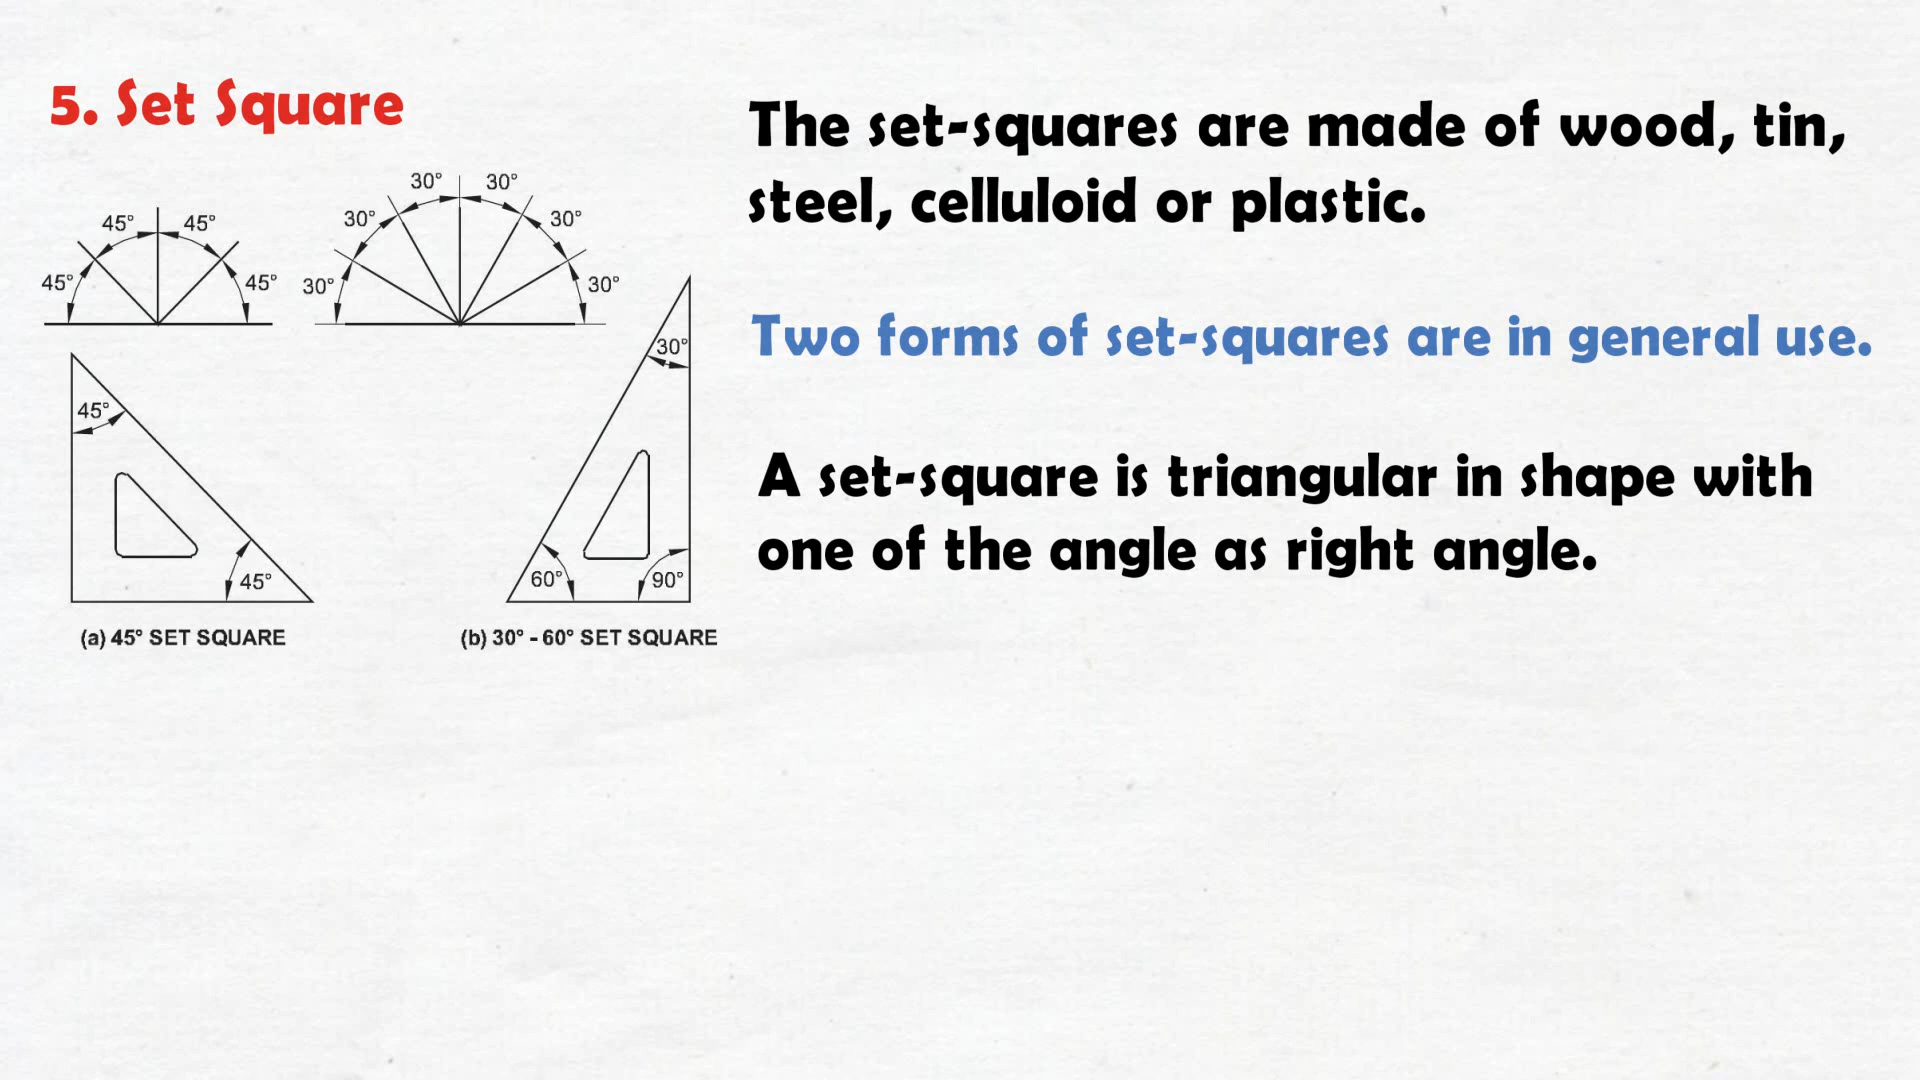 5. Set Square
The set-squares are made of wood, tin,
steel, celluloid or plastic.
Two forms of set-squares are in general use.
A set-square is triangular in shape with
one of the angle as right angle.
45° 45°
45° 45°
30° 30°
30° 30°
30° 30°
45°
45°
(a) 45° SET SQUARE
30°
60° 90°
(b) 30° - 60° SET SQUARE